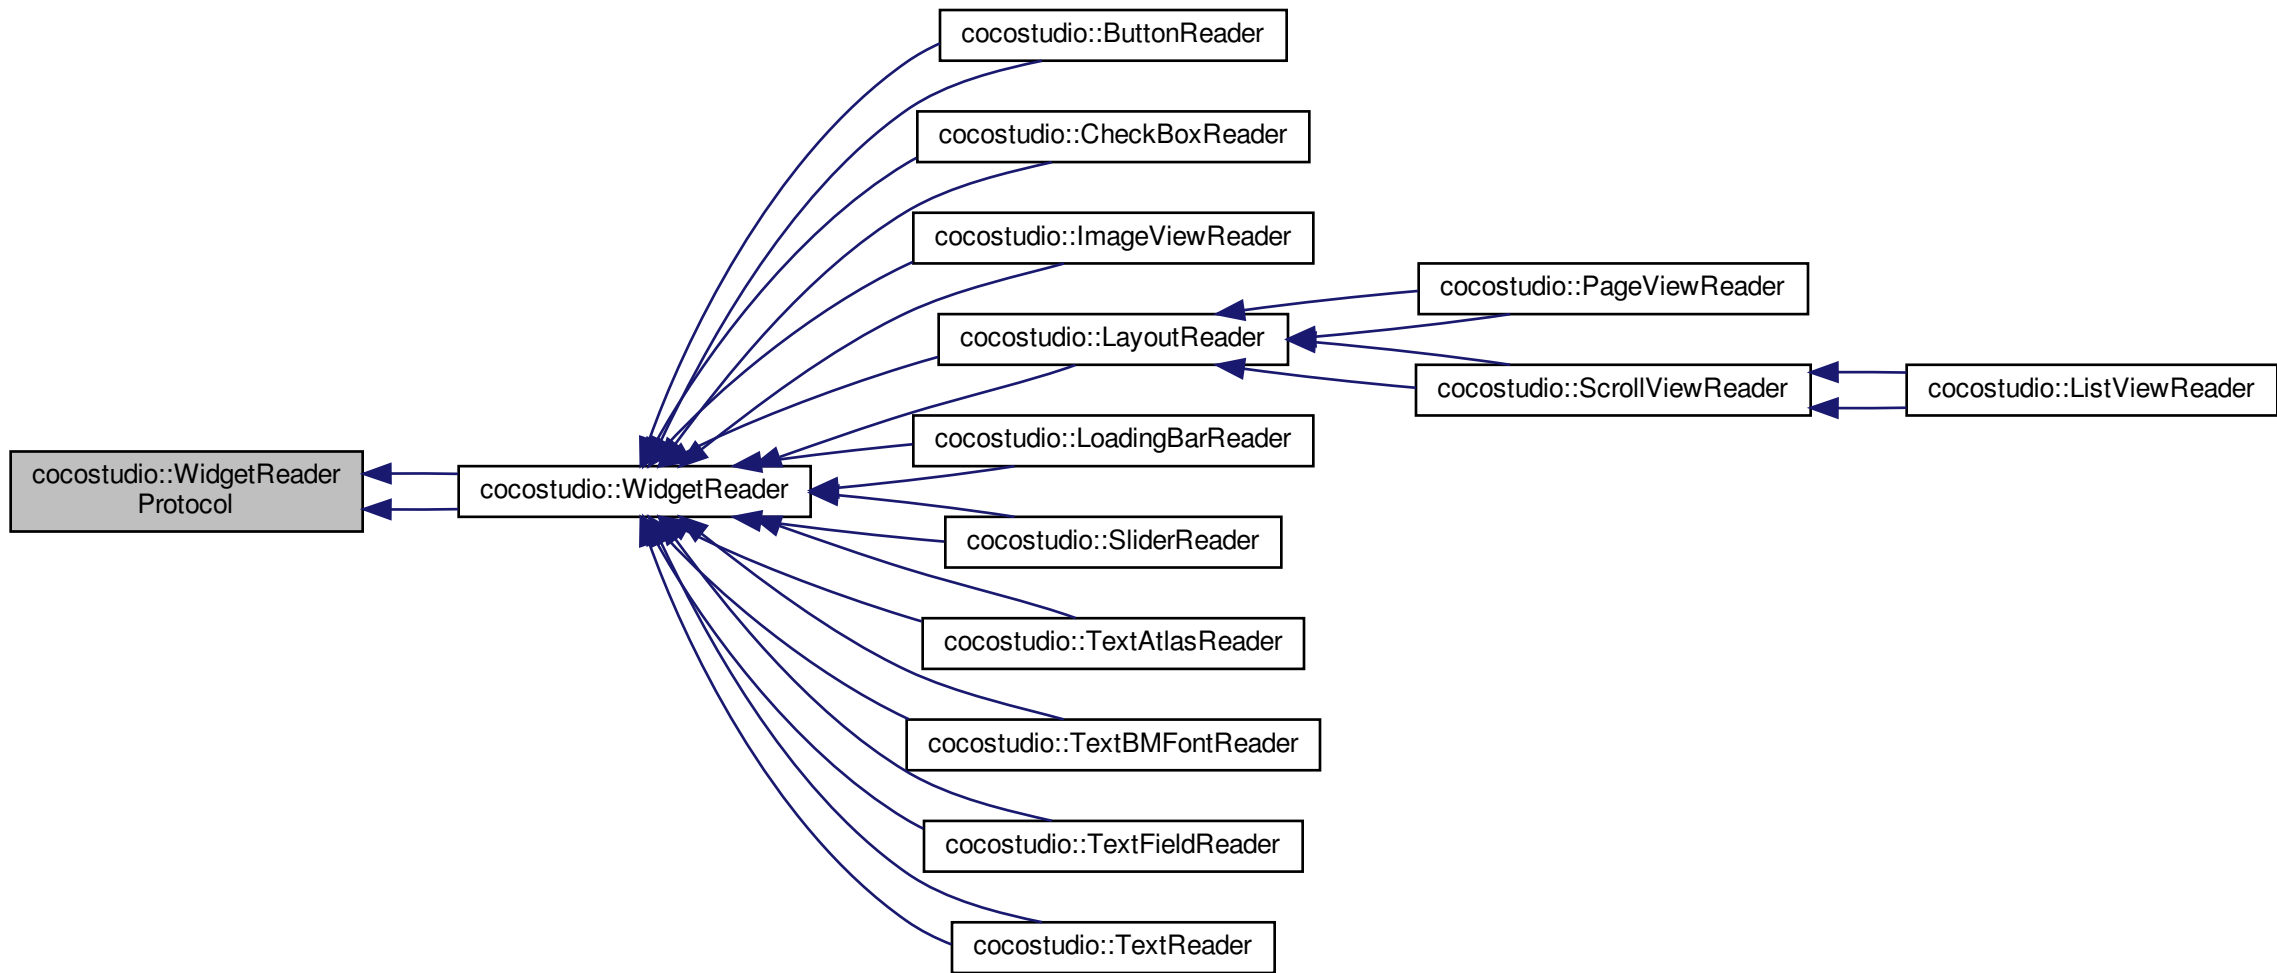 cocostudio::ButtonReader
cocostudio::CheckBoxReader
cocostudio::ImageViewReader
cocostudio::PageViewReader
cocostudio::LayoutReader
cocostudio::ScrollViewReader
cocostudio::ListViewReader
cocostudio::LoadingBarReader
cocostudio::WidgetReader
Protocol
cocostudio::WidgetReader
cocostudio::SliderReader
cocostudio::TextAtlasReader
cocostudio::TextBMFontReader
cocostudio::TextFieldReader
cocostudio::TextReader